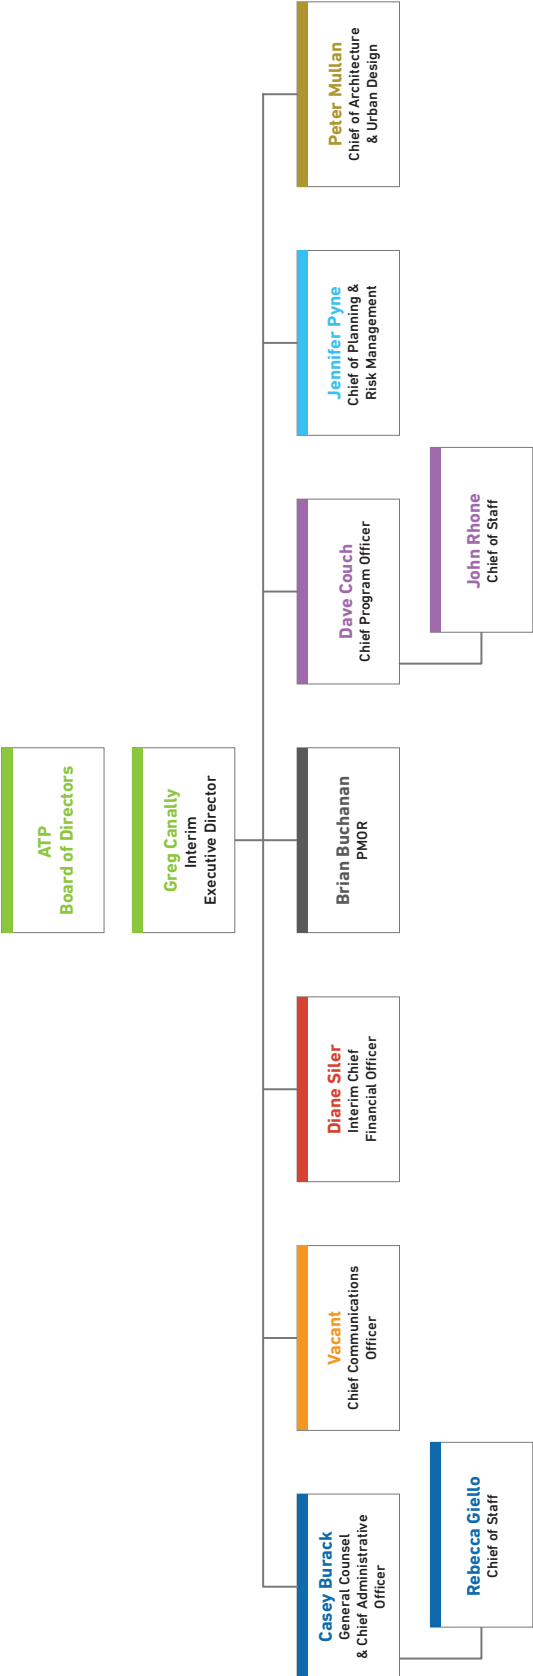 ATP
Board of Directors
Greg Canally
Interim
Executive Director
Casey Burack
General Counsel
& Chief Administrative
Officer
Rebecca Giello
Chief of Staff
Vacant
Chief Communications
Officer
Diane Siler
Interim Chief
Financial Officer
Brian Buchanan
PMOR
Dave Couch
Chief Program Officer
John Rhone
Chief of Staff
Jennifer Pyne
Chief of Planning &
Risk Management
Peter Mullan
Chief of Architecture
& Urban Design